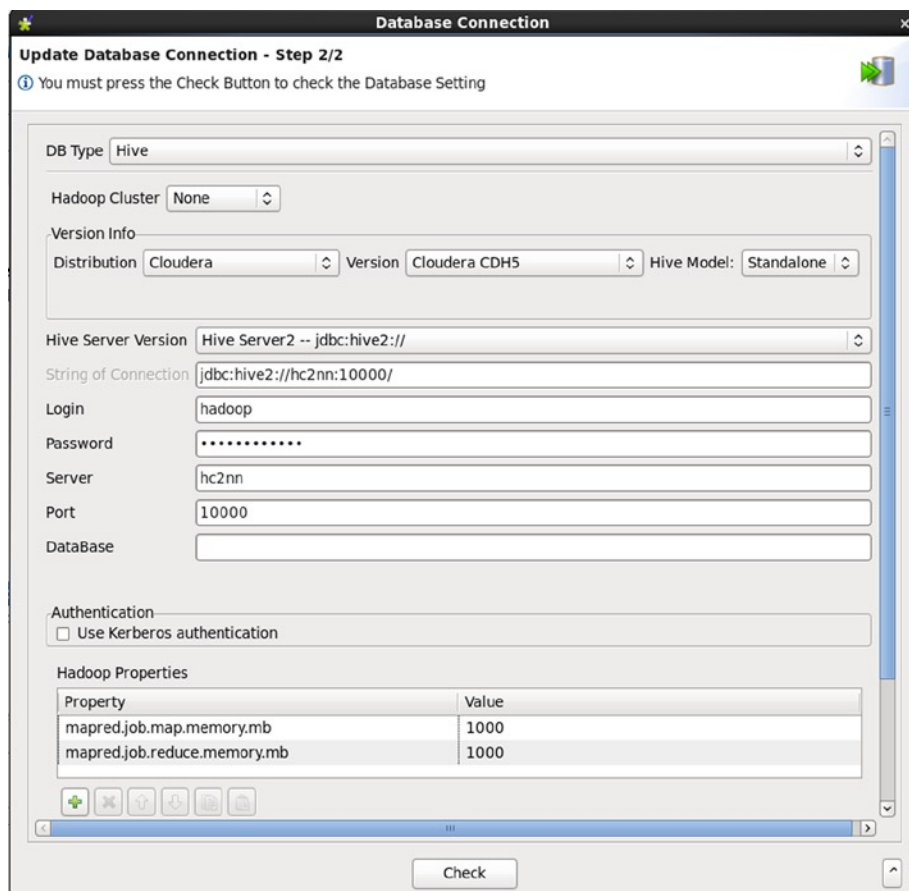 Database Connection
Update Database Connection - Step 2/2
You must press the Check Button to check the Database Setting
DB Type Hive
Hadoop Cluster None
Version Info
Distribution Cloudera Version Cloudera CDH5 Hive Model: Standalone
Hive Server Version Hive Server2 -- jdbc:hive2://
String of Connection jdbc:hive2://hc2nn:10000/
Login hadoop
Password ••••••••••••
Server hc2nn
Port 10000
DataBase
Authentication
Use Kerberos authentication
Hadoop Properties
Property Value
mapred.job.map.memory.mb 1000
mapred.job.reduce.memory.mb 1000
Check